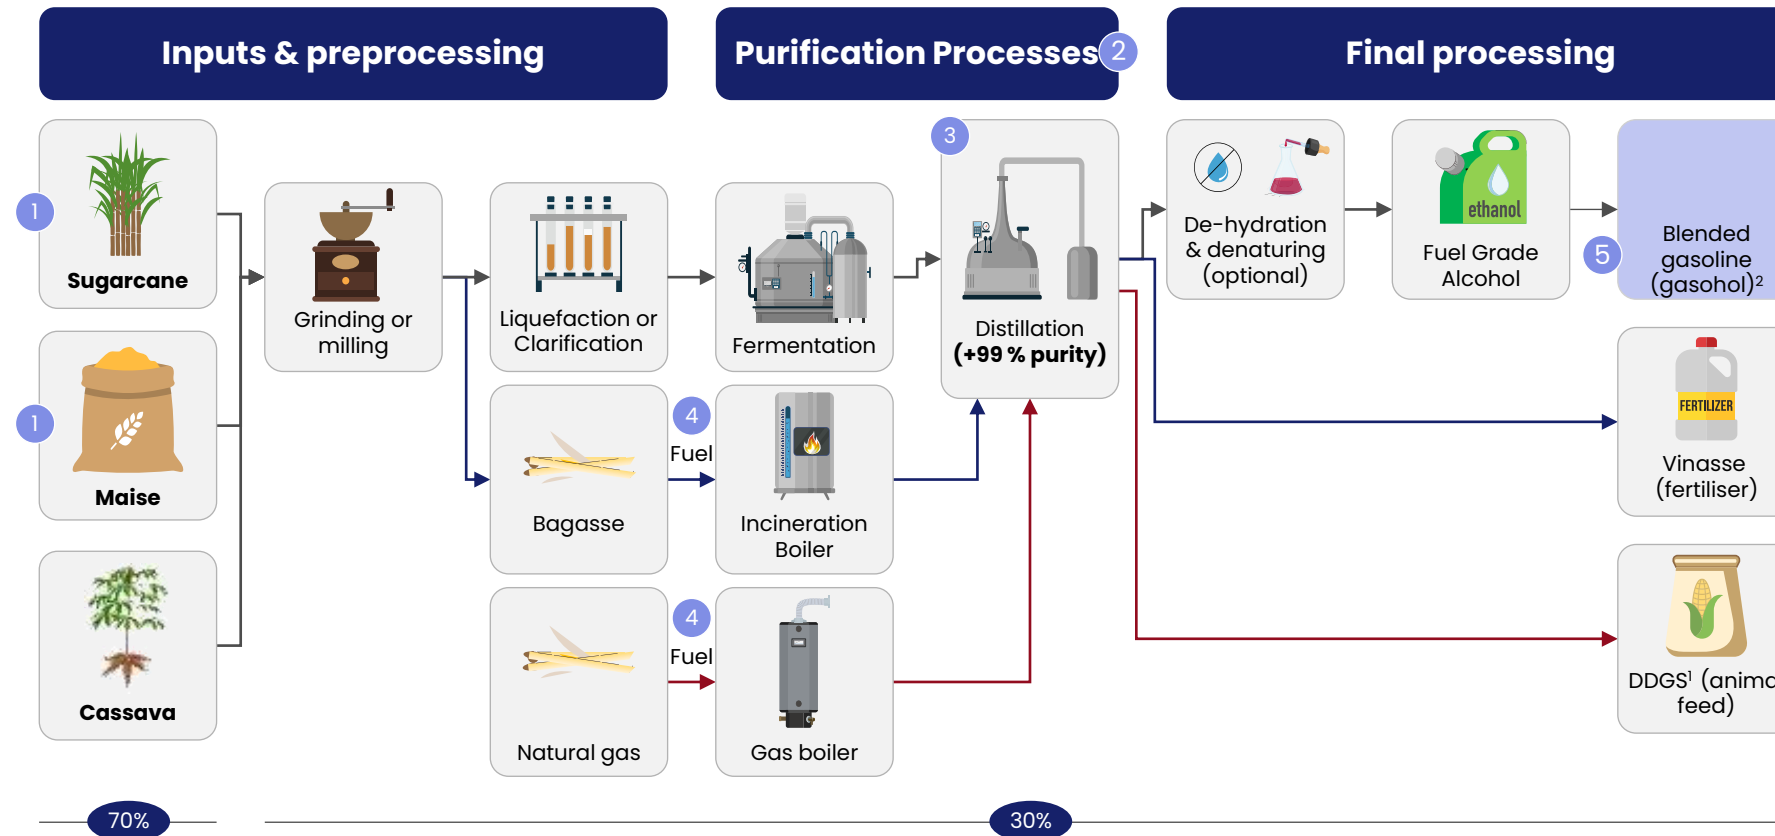 Inputs & preprocessing
Purification Processes
2
Final processing
1
Sugarcane
1
Maise
Cassava
Grinding or
milling
Liquefaction or
Clarification
Fermentation
3
Distillation
(+99 % purity)
De-hydration
& denaturing
(optional)
ethanol
Fuel Grade
Alcohol
5
Blended
gasoline
(gasohol)²
Bagasse
4
Fuel
Incineration
Boiler
FERTILIZER
Vinasse
(fertiliser)
Natural gas
4
Fuel
Gas boiler
DDGS¹ (anima
feed)
70%
30%